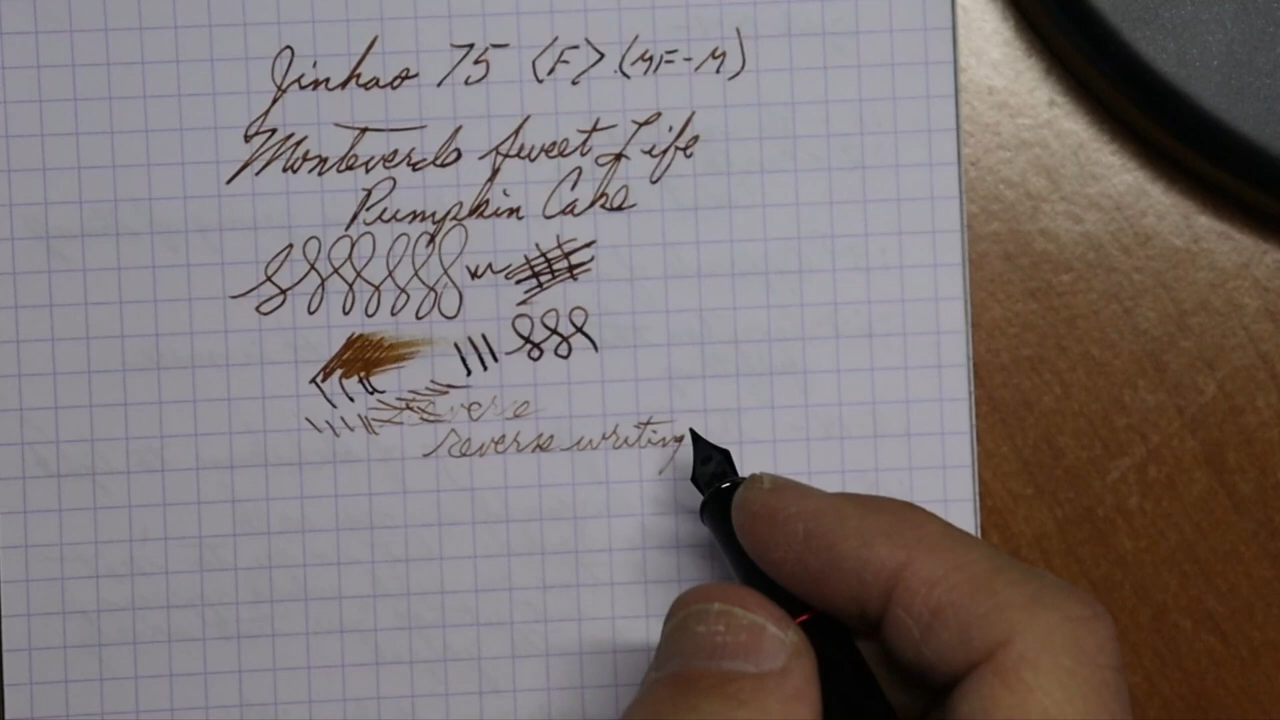 Jinhao 75 <F> (MF-M)
Monteverde Sweet Life
Pumpkin Cake
reverse
reverse writing